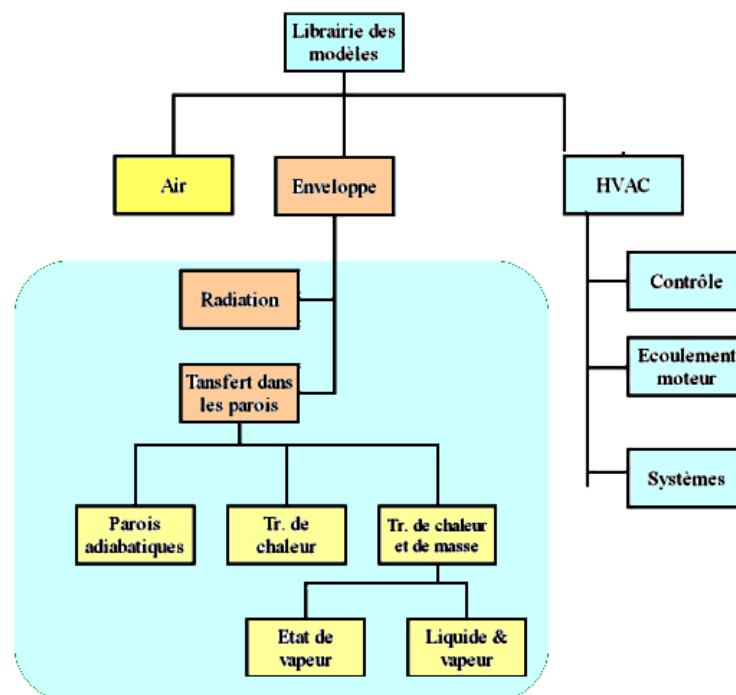 Librairie des
modèles
Air
Enveloppe
HVAC
Radiation
Contrôle
Tansfert dans
les parois
Ecoulement
moteur
Systèmes
Parois
adiabatiques
Tr. de
chaleur
Tr. de chaleur
et de masse
Etat de
vapeur
Liquide &
vapeur